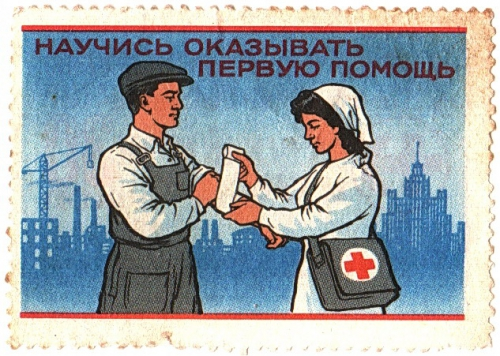 НАУЧИСЬ ОКАЗЫВАТЬ
ПЕРВУЮ ПОМОЩЬ